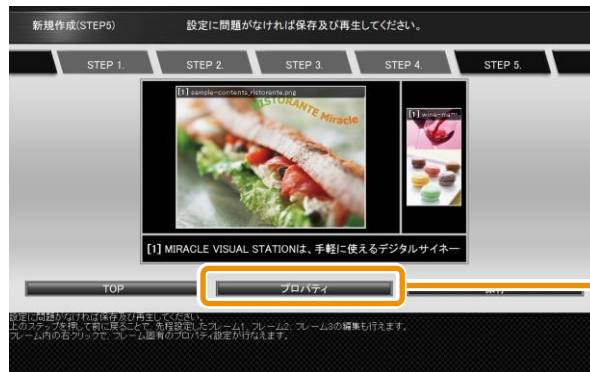 新規作成(STEP5)
設定に問題がなければ保存及び再生してください。
STEP 1.
STEP 2.
STEP 3.
STEP 4.
STEP 5.
[1] sample-contents_ristorante.png
RISTORANTE Miracle
[1] wine-mari
[1] MIRACLE VISUAL STATIONは、手軽に使えるデジタルサイネー
TOP
プロパティ
設定に問題がなければ保存及び再生してください。
上のステップを押して前に戻ることで、先程設定したフレーム1、フレーム2、フレーム3の編集も行えます。
フレーム内の右クリックで、フレーム固有のプロパティ設定が行なえます。